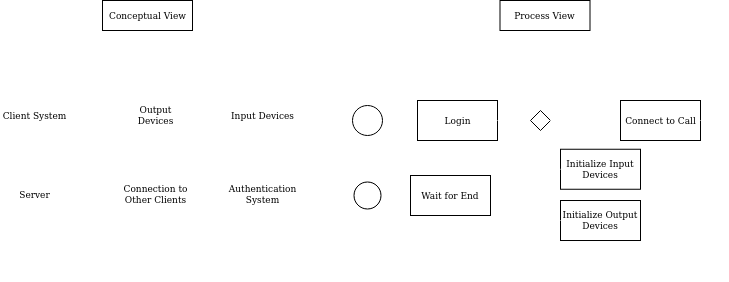 Conceptual View
Process View
Client System
Output
Devices
Input Devices
Login
Connect to Call
Initialize Input
Devices
Server
Connection to
Other Clients
Authentication
System
Wait for End
Initialize Output
Devices